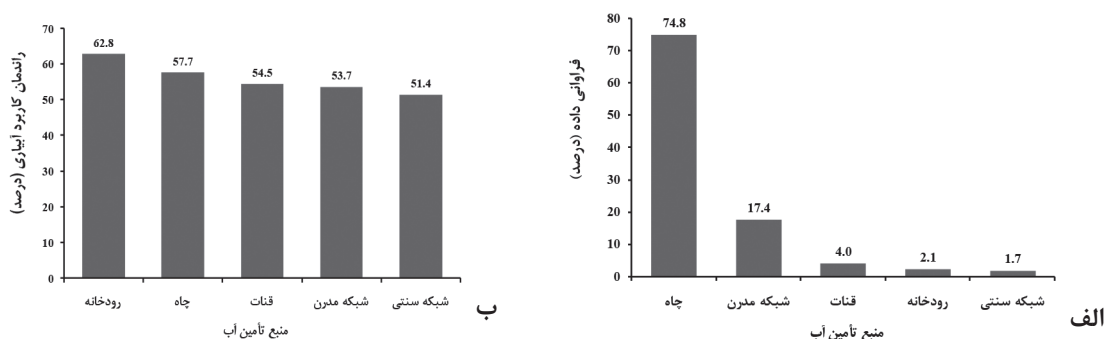 فراوانی داده (درصد)
80
70
60
50
40
30
20
10
0
74.8
17.4
4.0
2.1
1.7
چاه
شبکه مدرن
قنات
رودخانه
شبکه سنتی
منبع تأمین آب
الف
راندمان کاربرد آبیاری (درصد)
70
60
50
40
30
20
10
0
62.8
57.7
54.5
53.7
51.4
رودخانه
چاه
قنات
شبکه مدرن
شبکه سنتی
منبع تأمین آب
ب